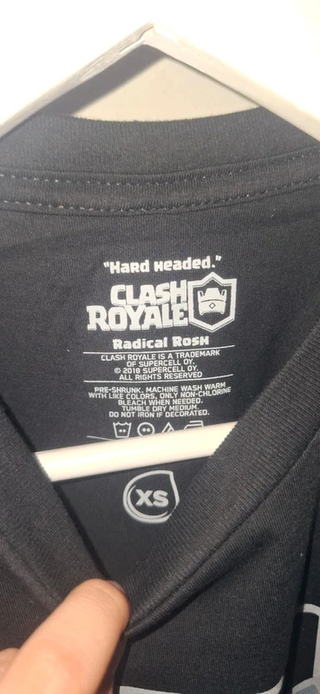 "Hard Headed."
CLASH
ROYALE
Radical Rosh
CLASH ROYALE IS A TRADEMARK
OF SUPERCELL OY.
© 2018 SUPERCELL OY.
ALL RIGHTS RESERVED
PRE-SHRUNK, MACHINE WASH WARM
WITH LIKE COLORS, ONLY NON-CHLORINE
BLEACH WHEN NEEDED.
TUMBLE DRY MEDIUM.
DO NOT IRON IF DECORATED.
XS